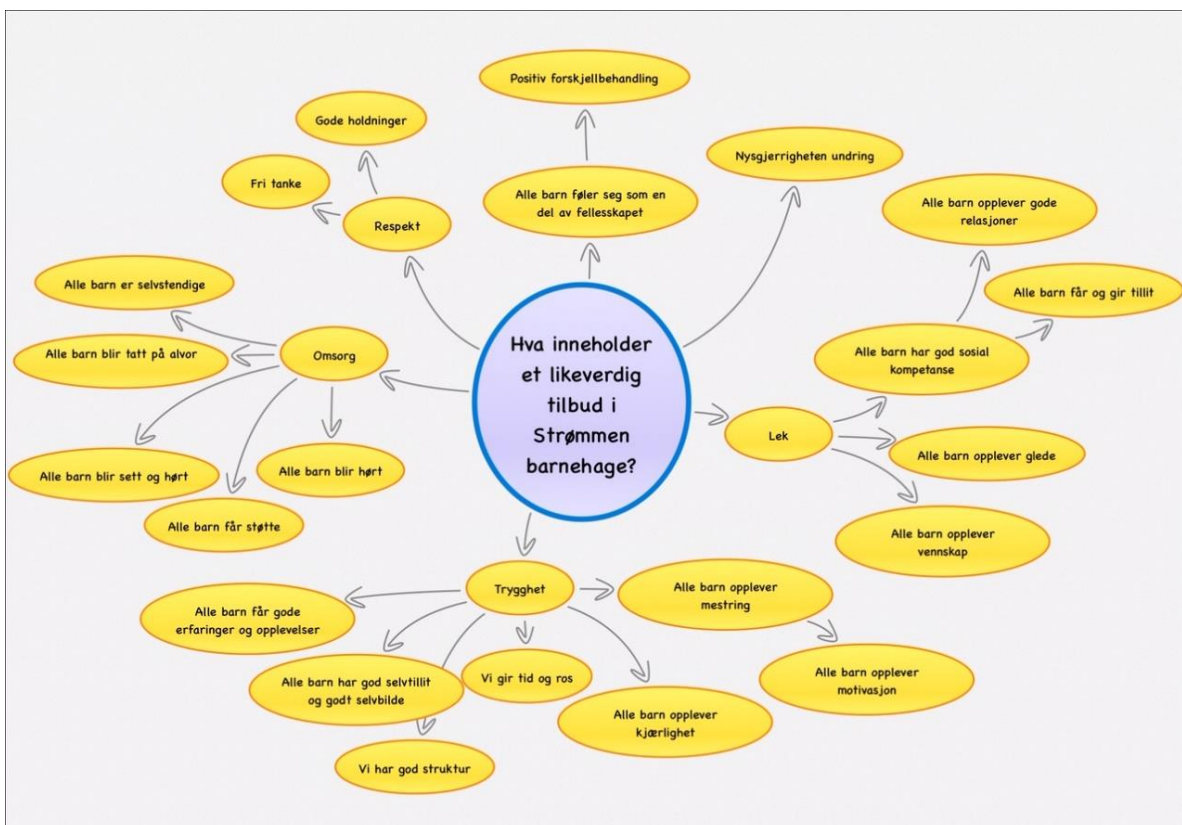 Positiv forskjellbehandling
Gode holdninger
Nysgjerrigheten undring
Fri tanke
Alle barn føler seg som en
del av fellesskapet
Alle barn opplever gode
relasjoner
Respekt
Alle barn er selvstendige
Alle barn får og gir tillit
Hva inneholder
et likeverdig
tilbud i
Strømmen
barnehage?
Alle barn blir tatt på alvor
Omsorg
Alle barn har god sosial
kompetanse
Lek
Alle barn opplever glede
Alle barn blir sett og hørt
Alle barn blir hørt
Alle barn får støtte
Alle barn opplever
vennskap
Trygghet
Alle barn opplever
mestring
Alle barn får gode
erfaringer og opplevelser
Alle barn har god selvtillit
og godt selvbilde
Vi gir tid og ros
Alle barn opplever
motivasjon
Alle barn opplever
kjærlighet
Vi har god struktur